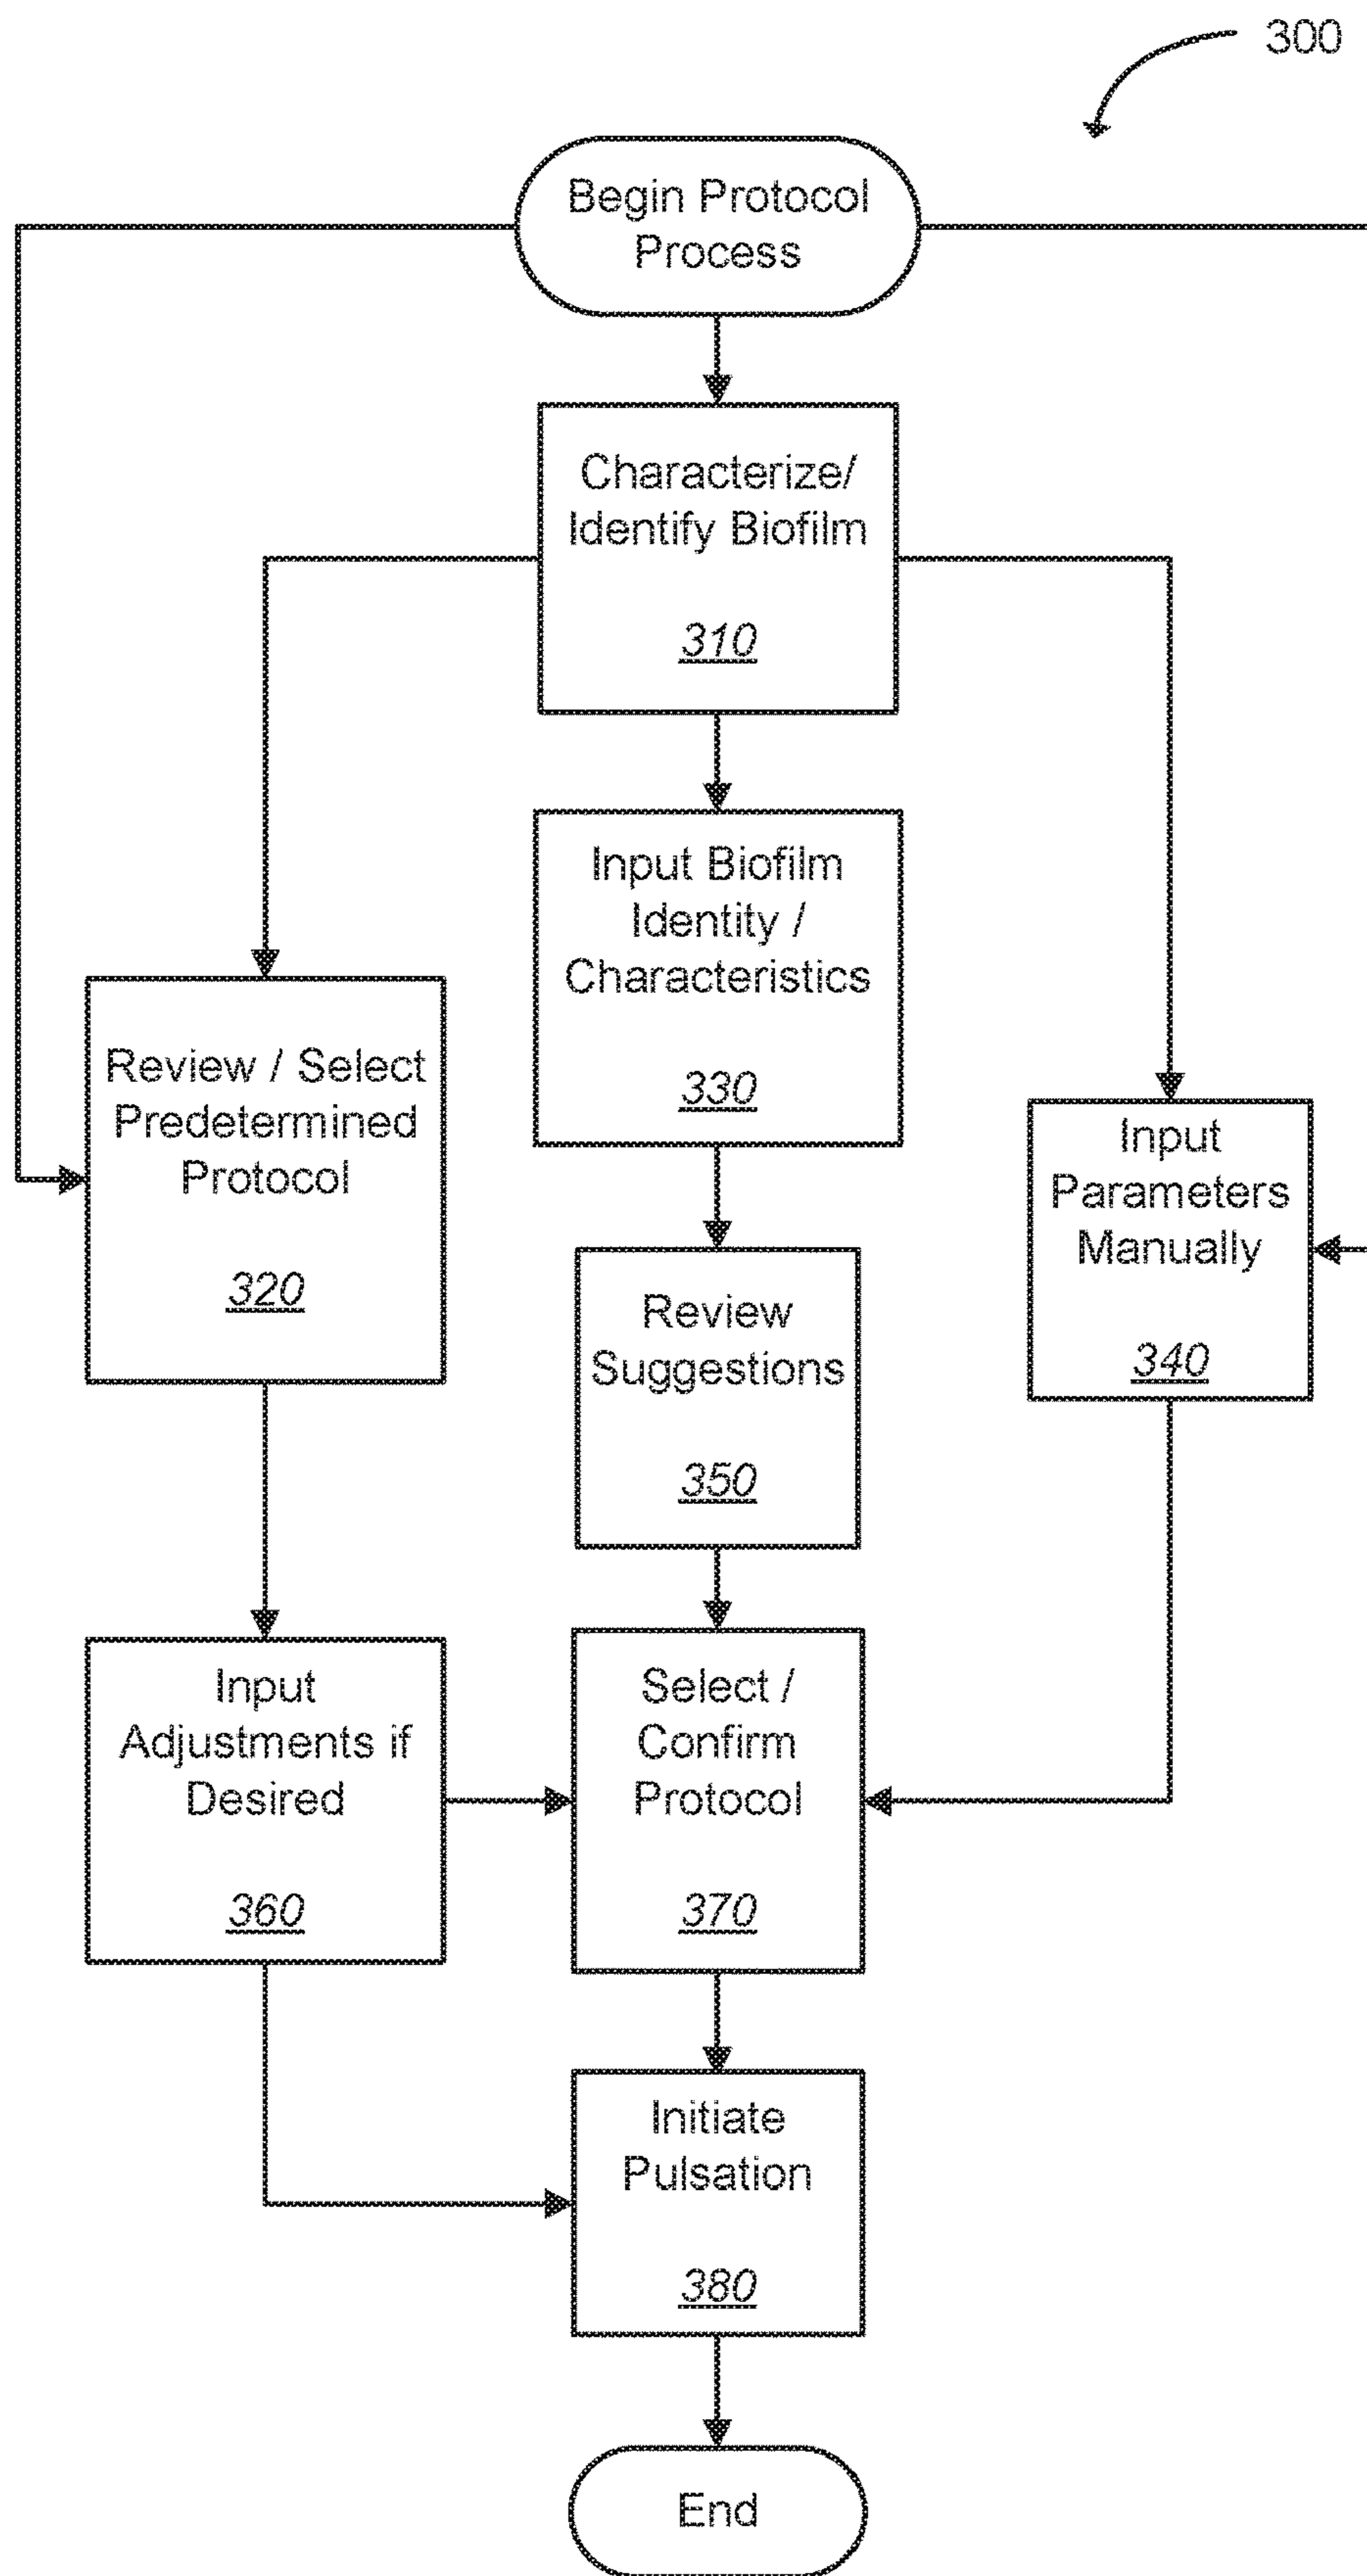 300
Begin Protocol
Process
Characterize/
Identify Biofilm
310
Input Biofilm
Identity /
Characteristics
330
Review / Select
Predetermined
Protocol
320
Input
Parameters
Manually
340
Review
Suggestions
350
Input
Adjustments if
Desired
360
Select /
Confirm
Protocol
370
Initiate
Pulsation
380
End